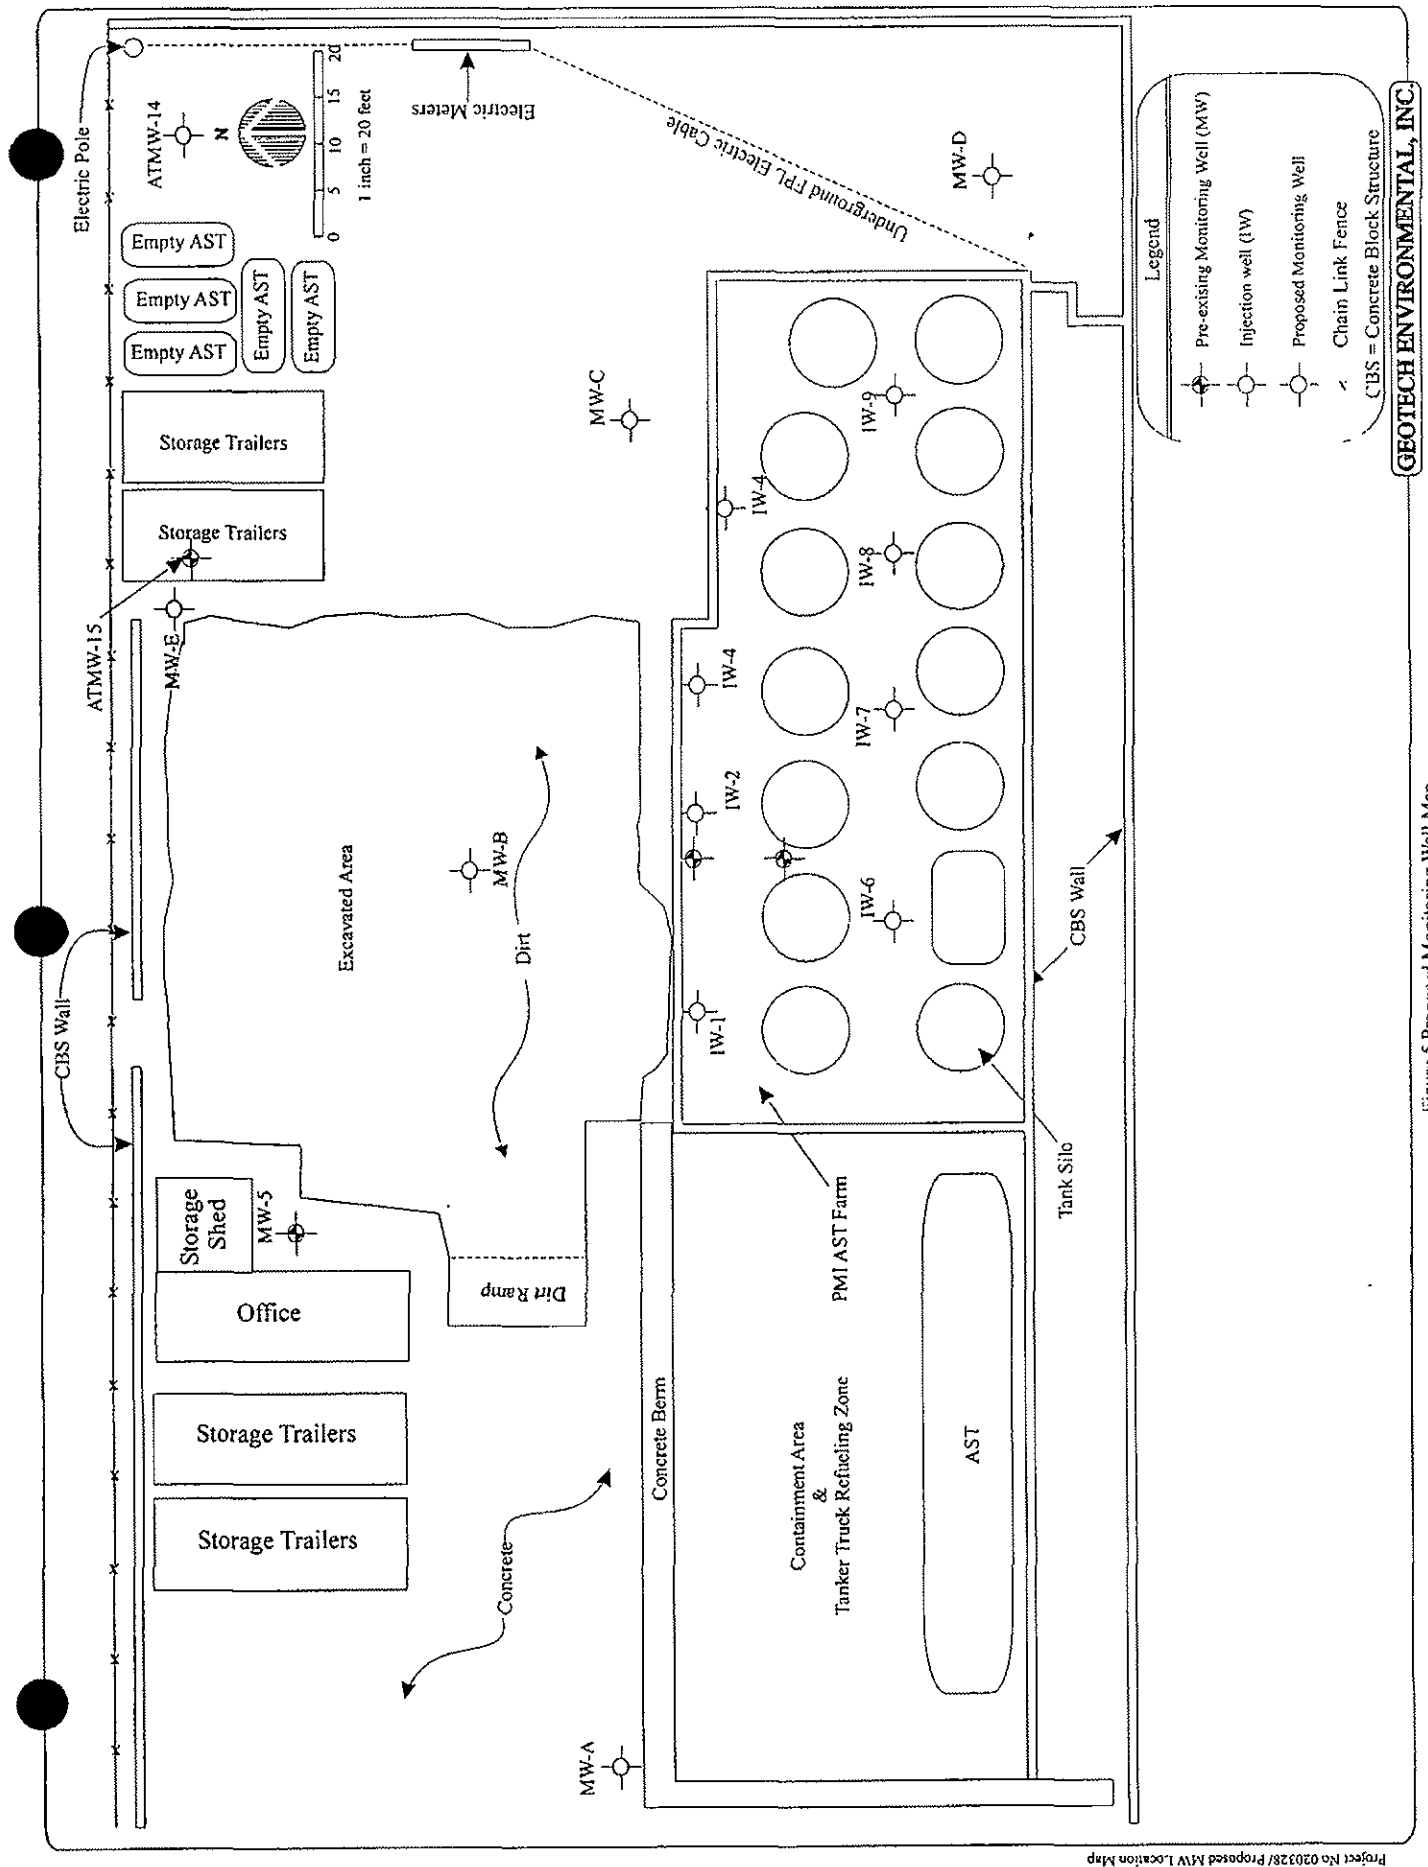 Electric Pole
ATMW-14
N
0 5 10 15 20
1 inch = 20 feet
Electric Meters
Underground FPL Electric Cable
MW-D
Empty AST
Empty AST
Empty AST
Empty AST
Empty AST
Storage Trailers
Storage Trailers
ATMW-15
MW-E
MW-C
IW-4
IW-9
IW-8
IW-4
IW-7
IW-2
IW-6
IW-1
MW-B
Excavated Area
Dirt
CBS Wall
CBS Wall
Storage
Shed
MW-5
Office
Dirt Ramp
Storage Trailers
Storage Trailers
Concrete
Concrete Berm
MW-A
Containment Area
&
Tanker Truck Refueling Zone
PMI AST Farm
AST
Tank Silo
Legend
Pre-exising Monitoring Well (MW)
Injection well (IW)
Proposed Monitoring Well
Chain Link Fence
CBS = Concrete Block Structure
GEOTECH ENVIRONMENTAL, INC.
Project No 020328/ Proposed MW Location Map